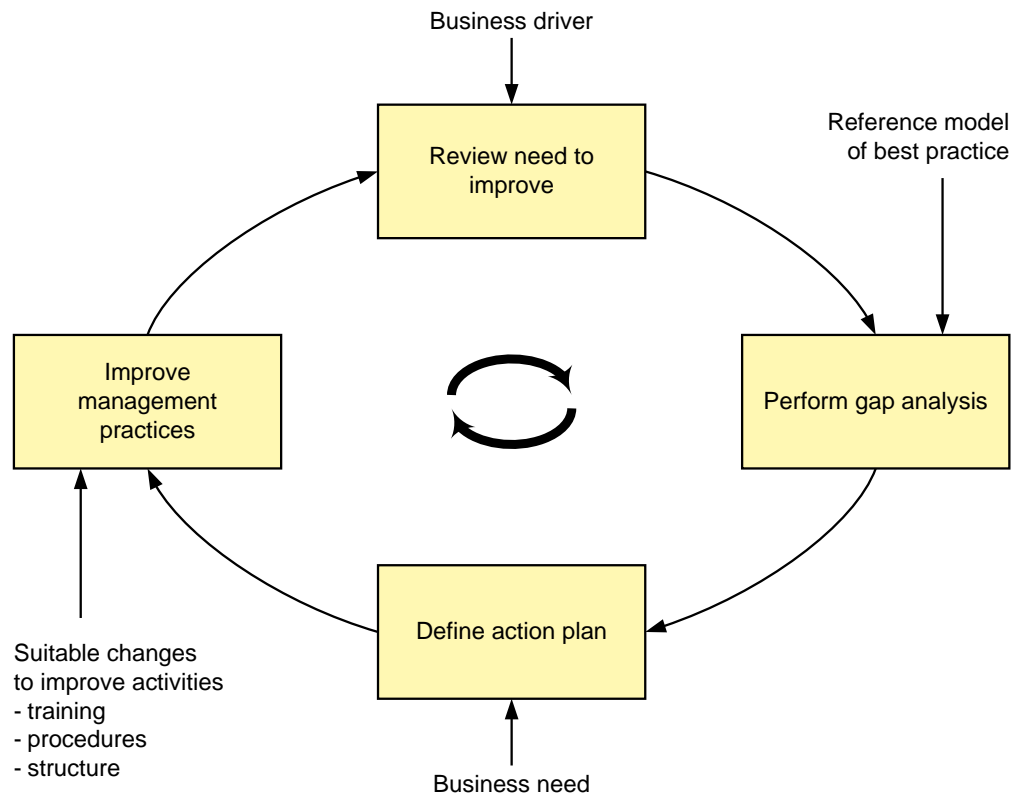 Business driver
Review need to
improve
Reference model
of best practice
Improve
management
practices
Perform gap analysis
Define action plan
Suitable changes
to improve activities
- training
- procedures
- structure
Business need